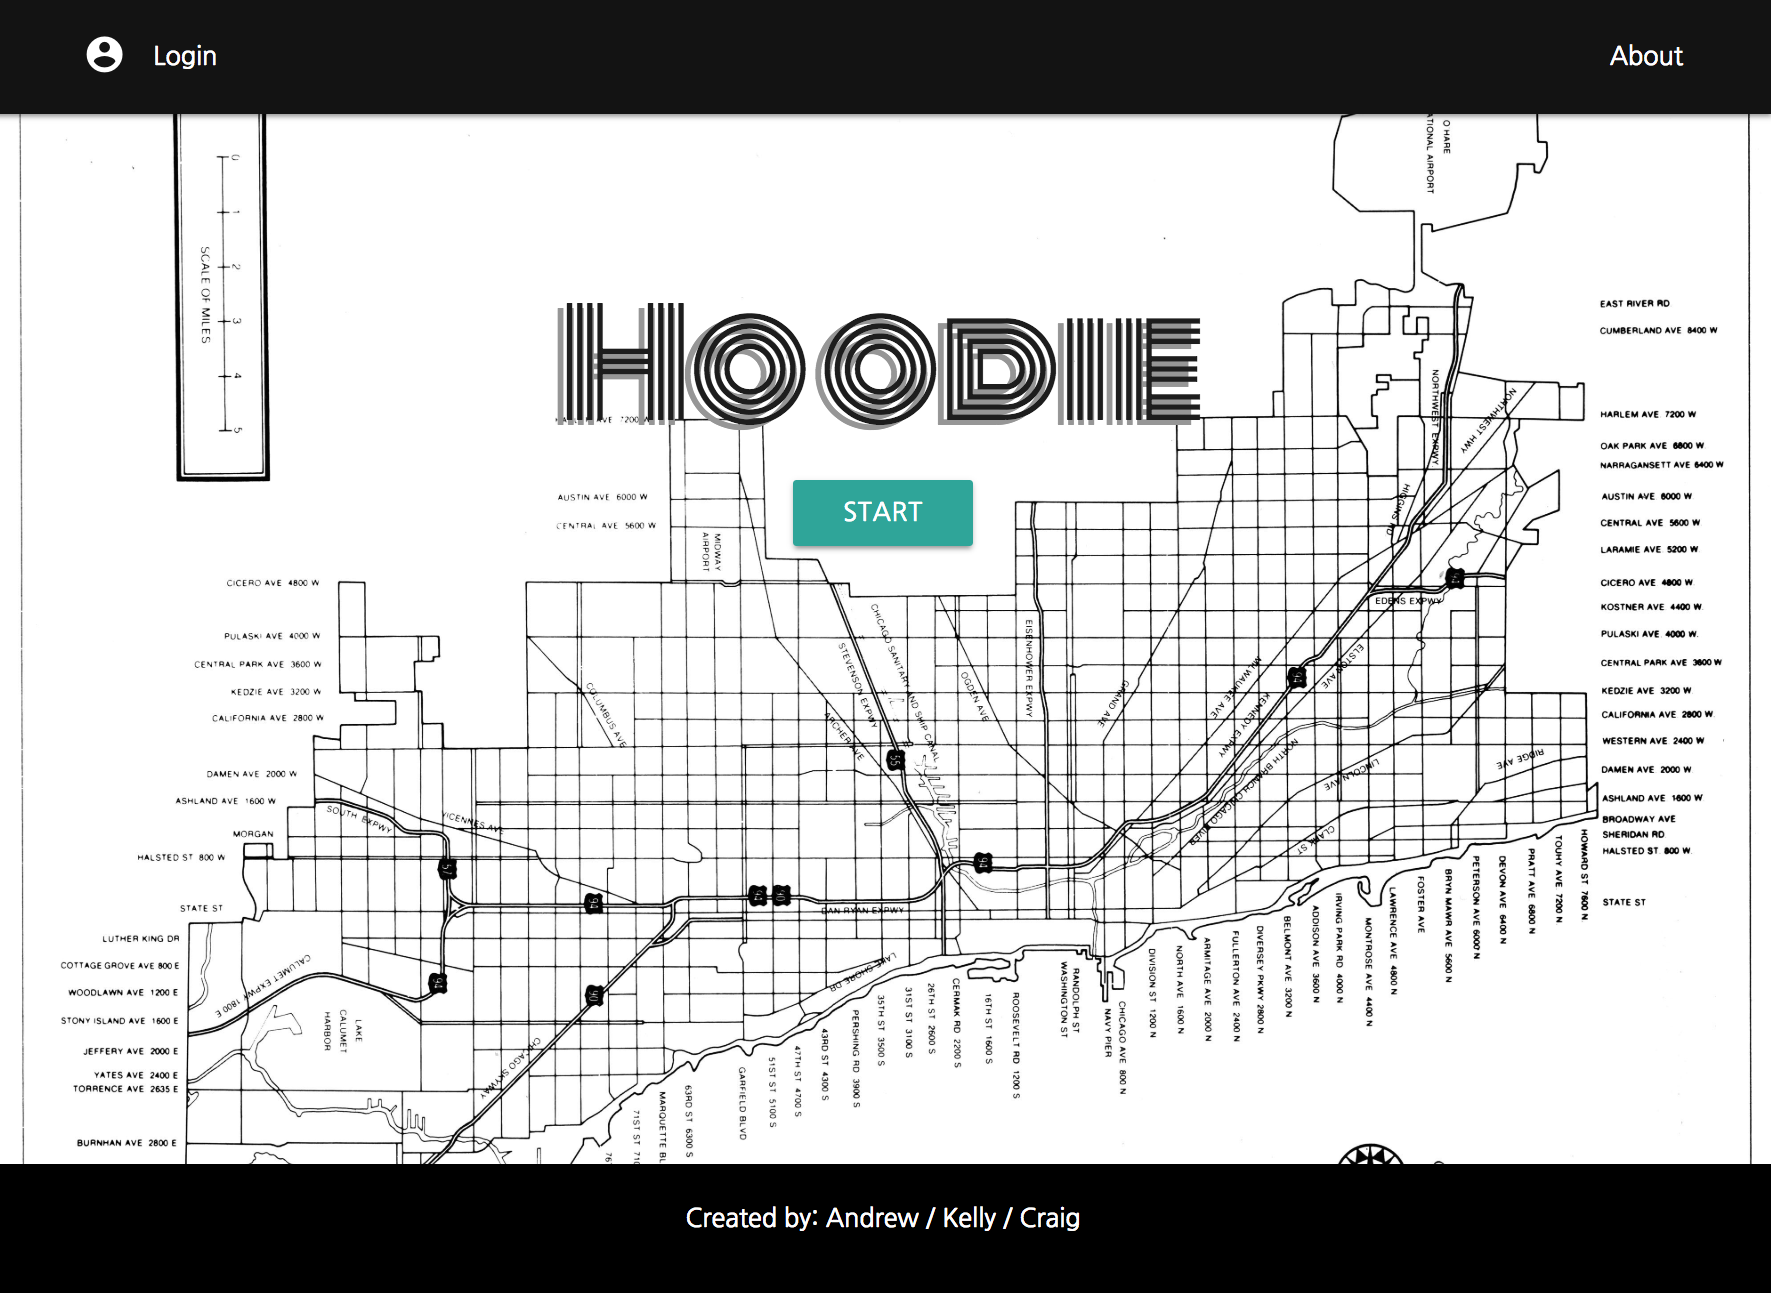 Login
About
O HARE
ATIONAL AIRPORT
0
1
2
3
4
5
SCALE OF MILES
HOODIE
START
AVE 7200 W
AUSTIN AVE 6000 W
CENTRAL AVE 5600 W
MIDWAY
AIRPORT
CICERO AVE 4800 W
PULASKI AVE 4000 W
CENTRAL PARK AVE 3600 W
KEDZIE AVE 3200 W
CALIFORNIA AVE 2800 W
DAMEN AVE 2000 W
ASHLAND AVE 1600 W
MORGAN
HALSTED ST 800 W
STATE ST
LUTHER KING DR
COTTAGE GROVE AVE 800 E
WOODLAWN AVE 1200 E
STONY ISLAND AVE 1600 E
JEFFERY AVE 2000 E
YATES AVE 2400 E
TORRENCE AVE 2635 E
BURNHAN AVE 2800 E
EAST RIVER RD
CUMBERLAND AVE 8400 W
HARLEM AVE 7200 W
OAK PARK AVE 6800 W
NARRAGANSETT AVE 6400 W
AUSTIN AVE 6000 W
CENTRAL AVE 5600 W
LARAMIE AVE 5200 W
CICERO AVE 4800 W
KOSTNER AVE 4400 W.
PULASKI AVE 4000 W.
CENTRAL PARK AVE 3600 W
KEDZIE AVE 3200 W
CALIFORNIA AVE 2800 W.
WESTERN AVE 2400 W
DAMEN AVE 2000 W
ASHLAND AVE 1600 W
BROADWAY AVE
SHERIDAN RD
HALSTED ST. 800 W.
STATE ST
NORTHWEST EXPWY
NORTHWEST HWY
HIGGINS RD
EDENS EXPWY
ELSTON AVE
MILWAUKEE AVE
KENNEDY EXPWY
NORTH BRANCH CHICAGO RIVER
LINCOLN AVE
CLARK ST
RIDGE AVE
GRAND AVE
EISENHOWER EXPWY
OGDEN AVE
CHICAGO SANITARY AND SHIP CANAL
STEVENSON EXPWY
ARCHER AVE
COLUMBUS AVE
SOUTH EXPWY
VICENNES AVE
DAN RYAN EXPWY
LAKE SHORE DR
CHICAGO SKYWAY
CALUMET EXPWY 1800 E
LAKE
CALUMET
HARBOR
55
57
94
94
90
94
90
71ST ST 710
MARQUETTE BL
63RD ST 6300 S
GARFIELD BLVD
51ST ST 5100 S
47TH ST 4700 S
43RD ST 4300 S
PERSHING RD 3900 S
35TH ST 3500 S
31ST ST 3100 S
26TH ST 2600 S
CERMAK RD 2200 S
16TH ST 1600 S
ROOSEVELT RD 1200 S
WASHINGTON ST
RANDOLPH ST
NAVY PIER
CHICAGO AVE 800 N
DIVISION ST 1200 N
NORTH AVE 1600 N
ARMITAGE AVE 2000 N
FULLERTON AVE 2400 N
DIVERSEY PKWY 2800 N
BELMONT AVE 3200 N
ADDISON AVE 3600 N
IRVING PARK RD 4000 N
MONTROSE AVE 4400 N
LAWRENCE AVE 4800 N
FOSTER AVE
BRYN MAWR AVE 5600 N
PETERSON AVE 6000 N
DEVON AVE 6400 N
PRATT AVE 6800 N
TOUHY AVE 7200 N
HOWARD ST 7600 N
Created by: Andrew / Kelly / Craig